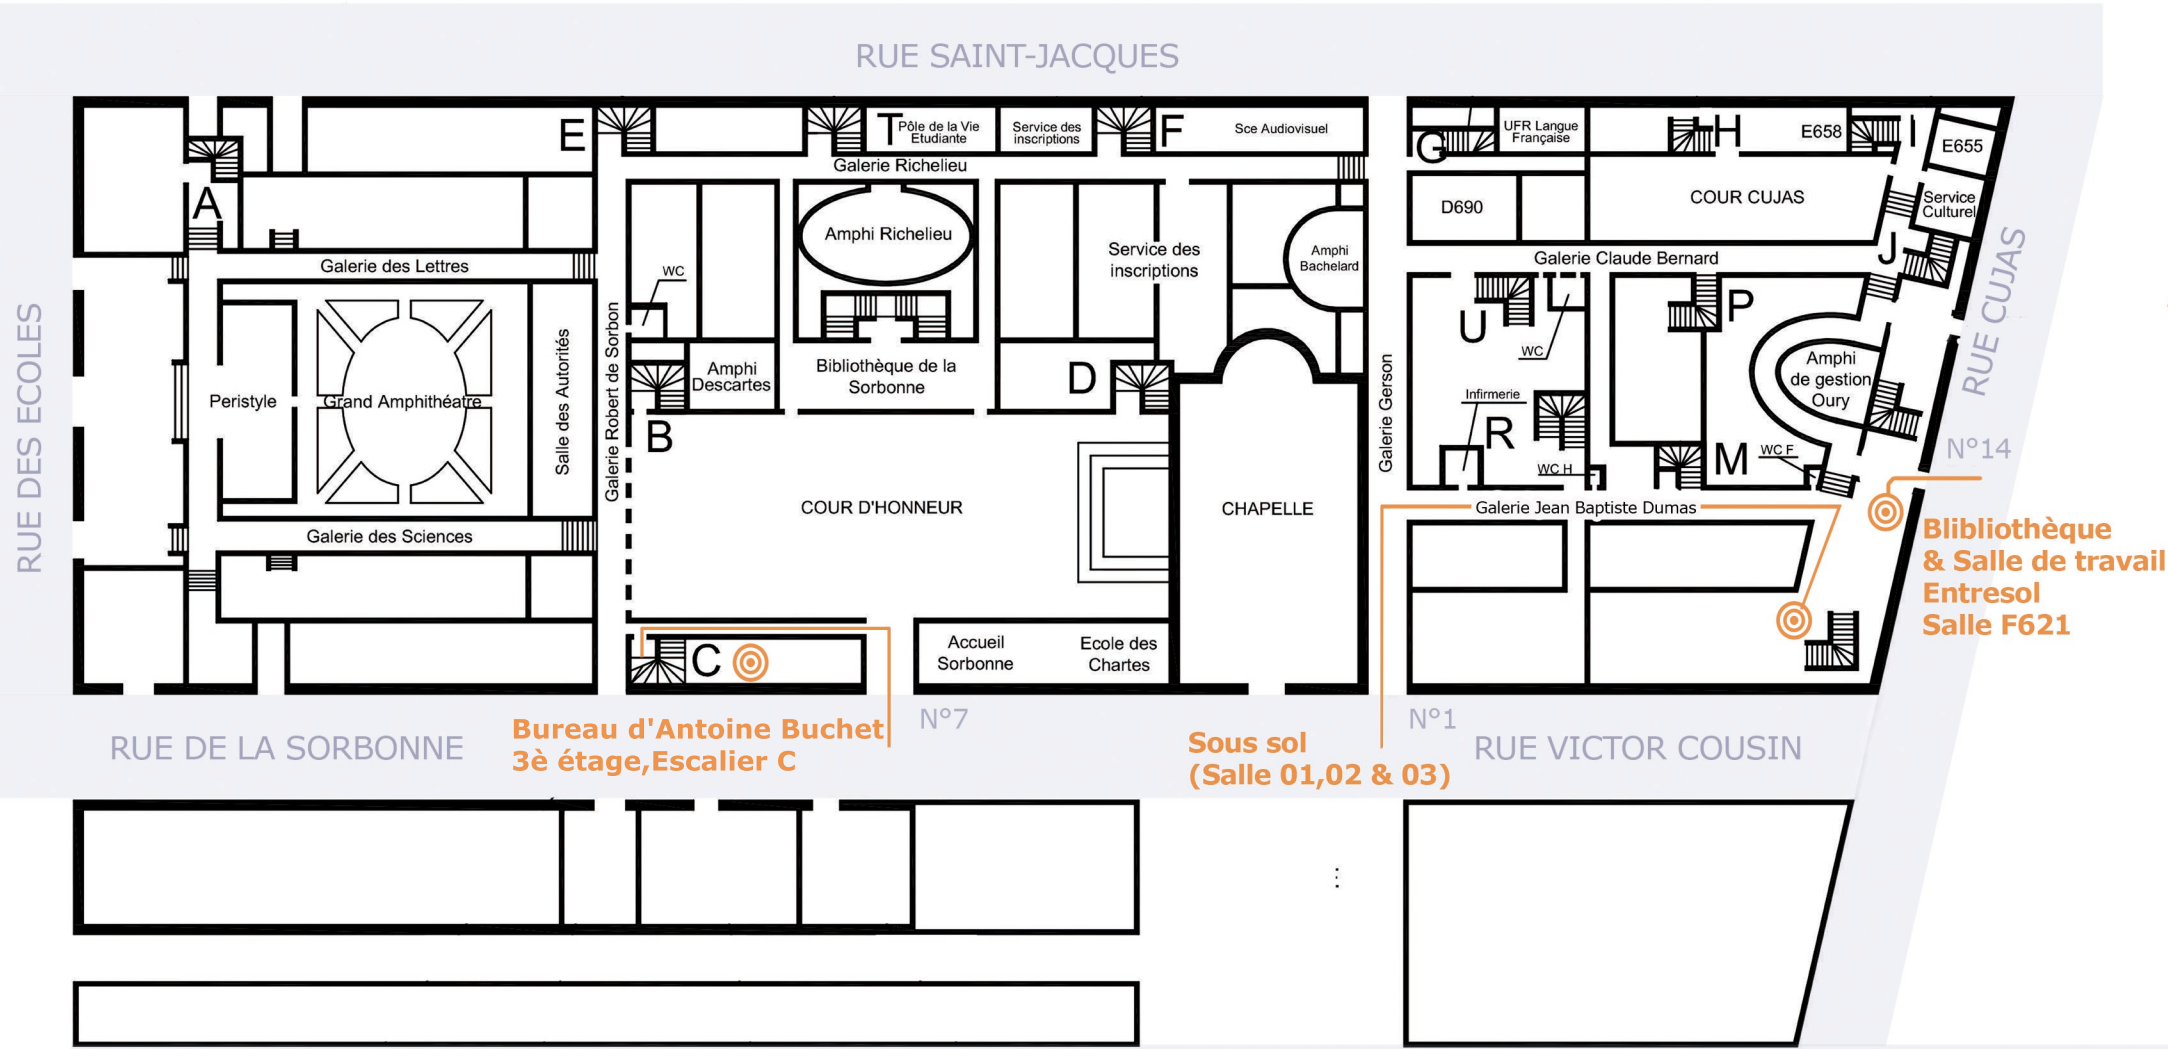 RUE SAINT-JACQUES
RUE DES ECOLES
A
E
T
Pôle de la Vie
Etudiante
Service des
inscriptions
F
Sce Audiovisuel
G
UFR Langue
Française
H
E658
I
E655
Galerie Richelieu
D690
COUR CUJAS
Service
Culturel
Galerie des Lettres
WC
Amphi Richelieu
Service des
inscriptions
Amphi
Bachelard
Galerie Claude Bernard
J
RUE CUJAS
Peristyle
Grand Amphithéatre
Salle des Autorités
Galerie Robert de Sorbon
Amphi
Descartes
Bibliothèque de la
Sorbonne
D
B
Galerie Gerson
U
WC
P
Amphi
de gestion
Oury
Infirmerie
R
WC H
M
WC F
N°14
COUR D'HONNEUR
CHAPELLE
Galerie Jean Baptiste Dumas
Galerie des Sciences
Blibliothèque
& Salle de travail
Entresol
Salle F621
C
Accueil
Sorbonne
Ecole des
Chartes
RUE DE LA SORBONNE
Bureau d'Antoine Buchet
3è étage,Escalier C
N°7
Sous sol
(Salle 01,02 & 03)
N°1
RUE VICTOR COUSIN